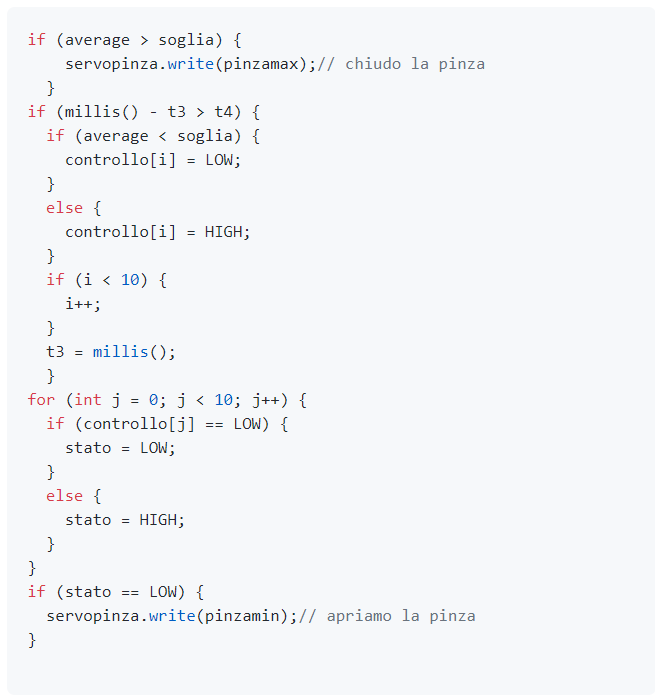 if (average > soglia) {
    servopinza.write(pinzamax);// chiudo la pinza
  }
if (millis() - t3 > t4) {
  if (average < soglia) {
    controllo[i] = LOW;
  }
  else {
    controllo[i] = HIGH;
  }
  if (i < 10) {
    i++;
  }
  t3 = millis();
  }
for (int j = 0; j < 10; j++) {
  if (controllo[j] == LOW) {
    stato = LOW;
  }
  else {
    stato = HIGH;
  }
}
if (stato == LOW) {
  servopinza.write(pinzamin);// apriamo la pinza
}